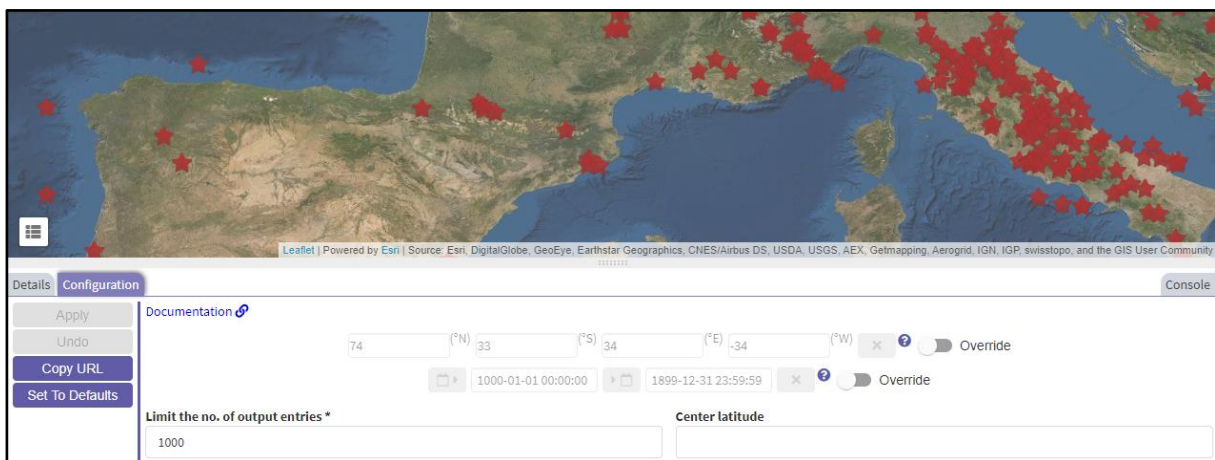 Leaflet | Powered by Esri | Source: Esri, DigitalGlobe, GeoEye, Earthstar Geographics, CNES/Airbus DS, USDA, USGS, AEX, Getmapping, Aerogrid, IGN, IGP, swisstopo, and the GIS User Community
Details Configuration Console
Apply Documentation
Undo 74 (°N) 33 (°S) 34 (°E) -34 (°W) × ? Override
Copy URL 1000-01-01 00:00:00 1899-12-31 23:59:59 × ? Override
Set To Defaults
Limit the no. of output entries * Center latitude
1000